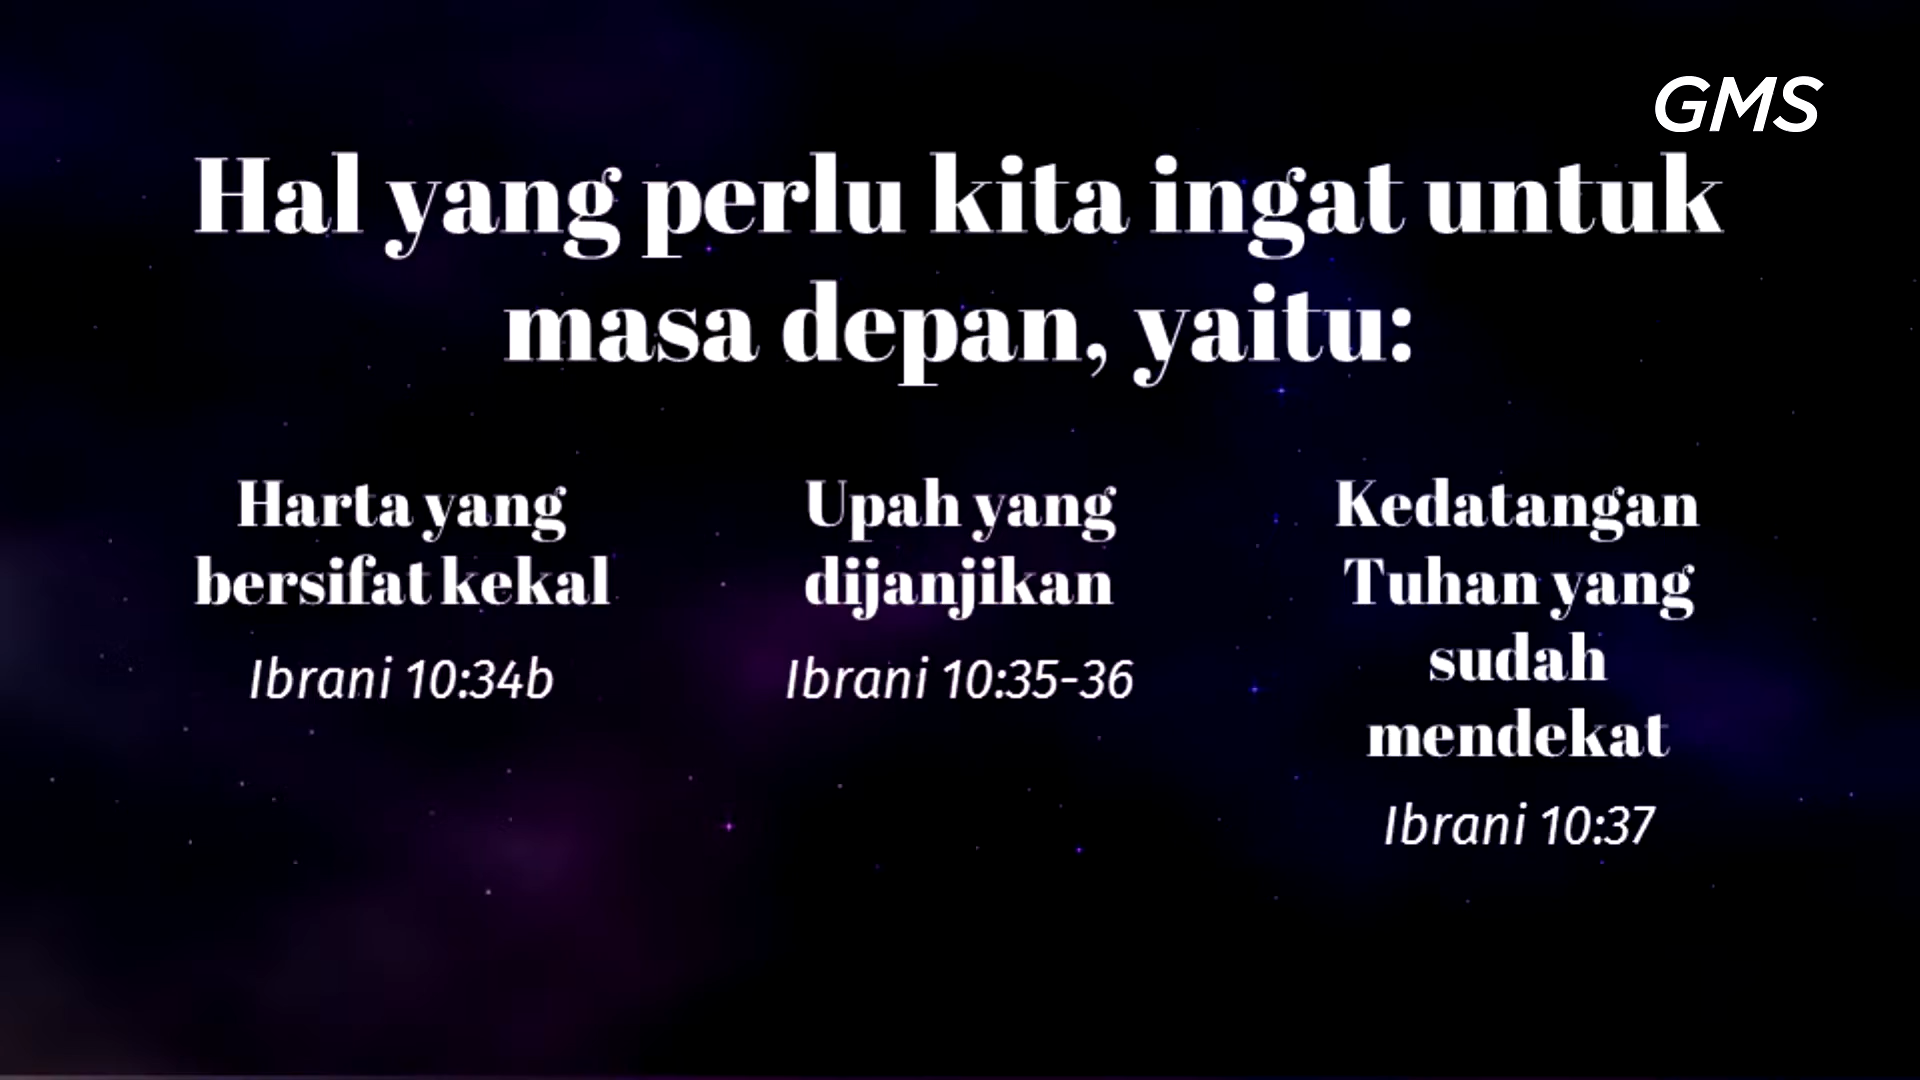 GMS
Hal yang perlu kita ingat untuk
masa depan, yaitu:
Harta yang
bersifat kekal
Ibrani 10:34b
Upah yang
dijanjikan
Ibrani 10:35-36
Kedatangan
Tuhan yang
sudah
mendekat
Ibrani 10:37